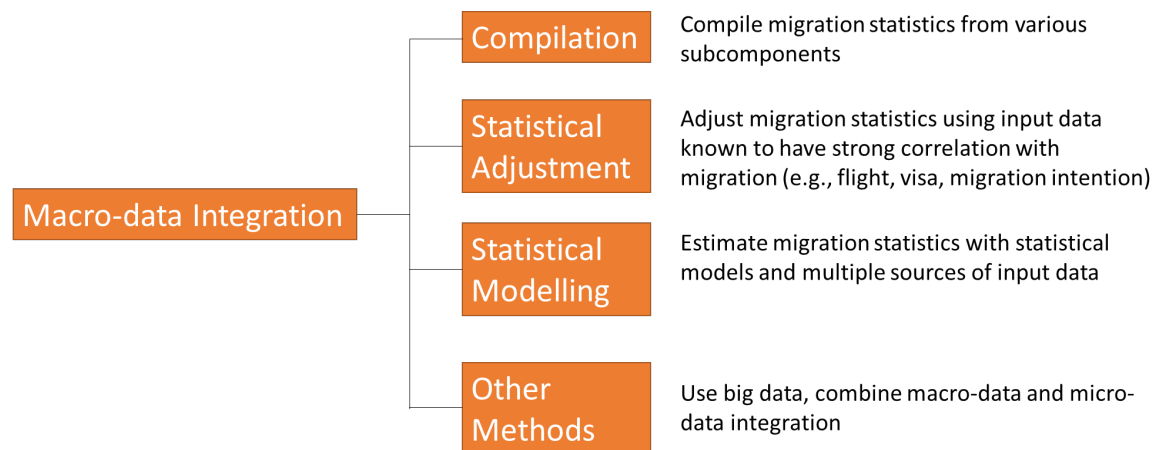 Compilation
Compile migration statistics from various
subcomponents
Statistical
Adjustment
Adjust migration statistics using input data
known to have strong correlation with
migration (e.g., flight, visa, migration intention)
Macro-data Integration
Statistical
Modelling
Estimate migration statistics with statistical
models and multiple sources of input data
Other
Methods
Use big data, combine macro-data and micro-
data integration